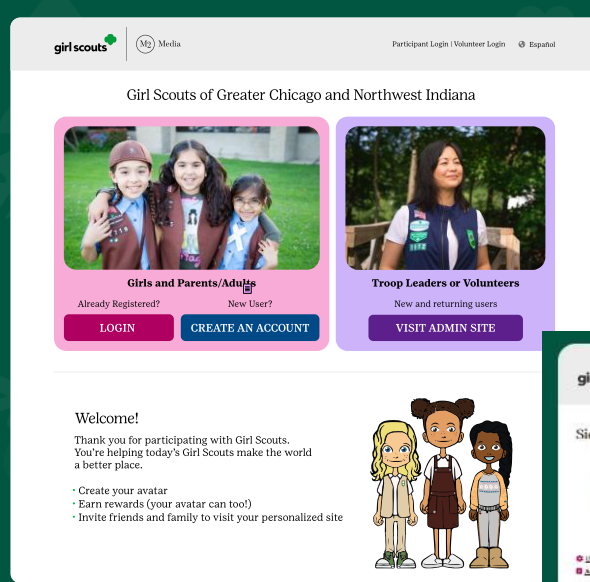 girl scouts
M2 Media
Participant Login | Volunteer Login
Español
Girl Scouts of Greater Chicago and Northwest Indiana
Girls and Parents/Adults
Already Registered?
New User?
LOGIN
CREATE AN ACCOUNT
Troop Leaders or Volunteers
New and returning users
VISIT ADMIN SITE
Welcome!
Thank you for participating with Girl Scouts.
You're helping today's Girl Scouts make the world
a better place.
· Create your avatar
· Earn rewards (your avatar can too!)
· Invite friends and family to visit your personalized site